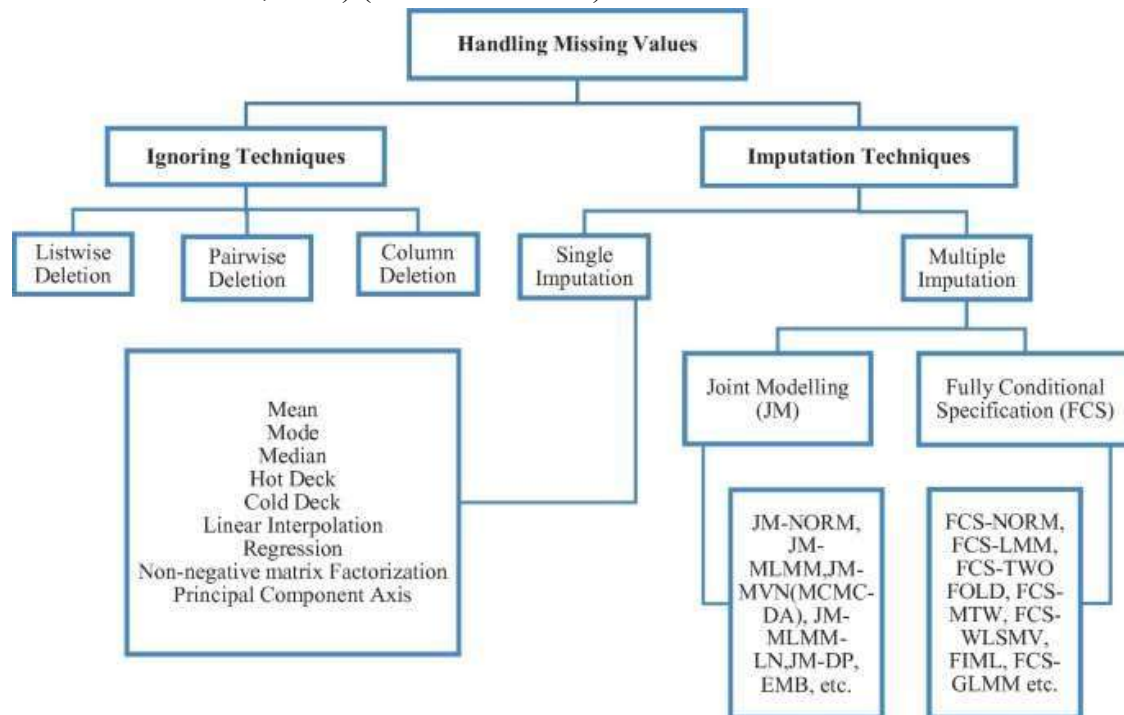 Handling Missing Values
Ignoring Techniques
Imputation Techniques
Listwise
Deletion
Pairwise
Deletion
Column
Deletion
Single
Imputation
Multiple
Imputation
Mean
Mode
Median
Hot Deck
Cold Deck
Linear Interpolation
Regression
Non-negative matrix Factorization
Principal Component Axis
Joint Modelling
(JM)
Fully Conditional
Specification (FCS)
JM-NORM,
JM-
MLMM,JM-
MVN(MCMC-
DA), JM-
MLMM-
LN,JM-DP,
EMB, etc.
FCS-NORM,
FCS-LMM,
FCS-TWO
FOLD, FCS-
MTW, FCS-
WLSMV,
FIML, FCS-
GLMM etc.